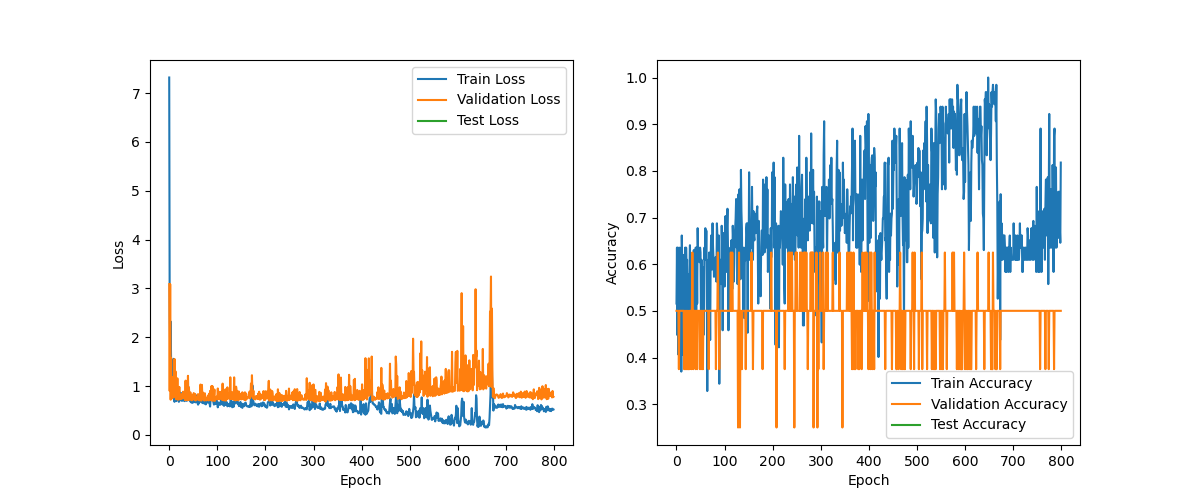 Train Loss
Validation Loss
Test Loss
7
6
5
4
3
2
1
0
Loss
0 100 200 300 400 500 600 700 800
Epoch
1.0
0.9
0.8
0.7
0.6
0.5
0.4
0.3
Accuracy
Train Accuracy
Validation Accuracy
Test Accuracy
0 100 200 300 400 500 600 700 800
Epoch